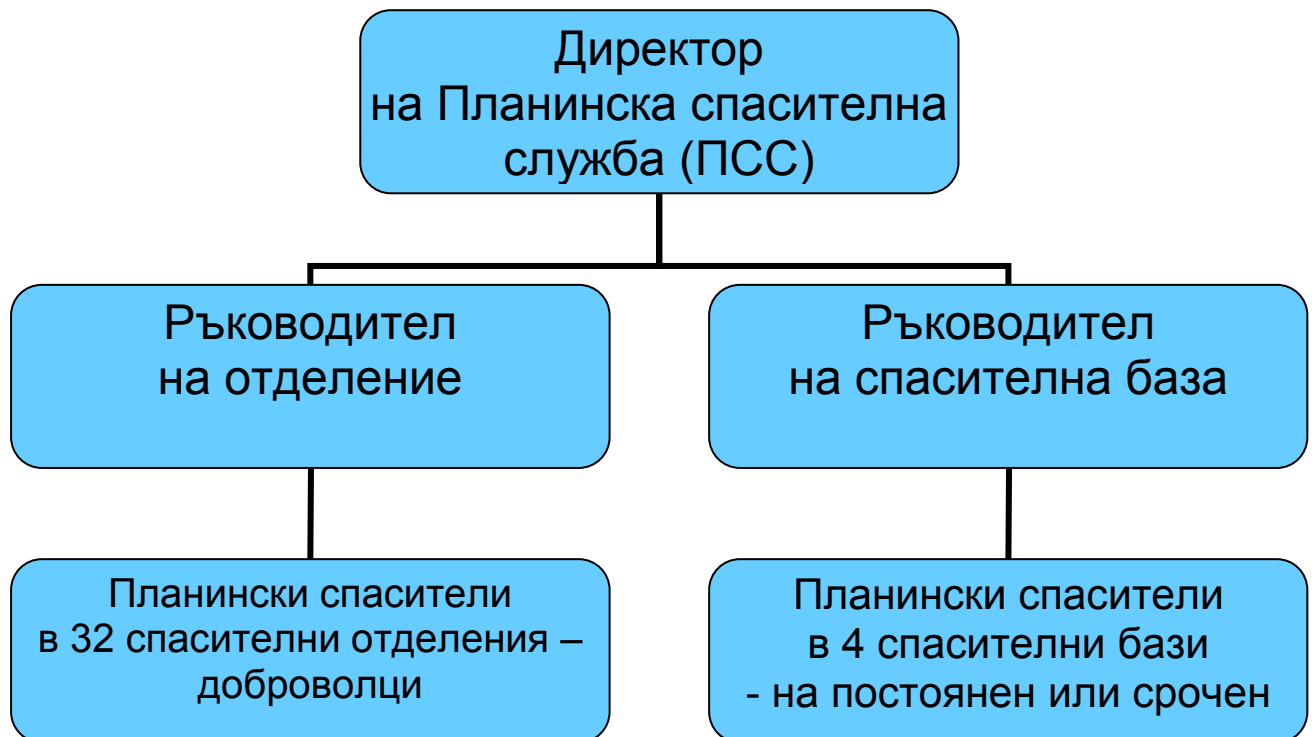 Директор
на Планинска спасителна
служба (ПСС)
Ръководител
на отделение
Ръководител
на спасителна база
Планински спасители
в 32 спасителни отделения –
доброволци
Планински спасители
в 4 спасителни бази
- на постоянен или срочен